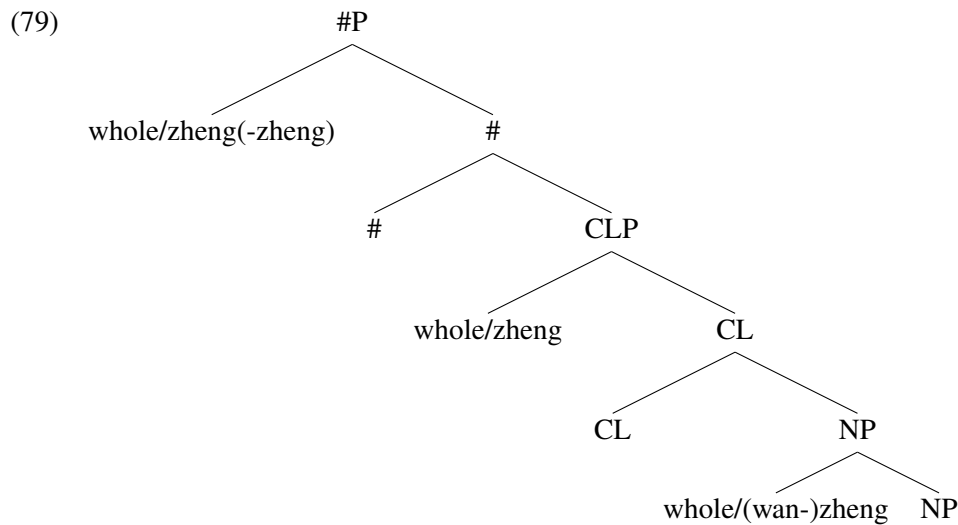 (79) #P
whole/zheng(-zheng) #
# CLP
whole/zheng CL
CL NP
whole/(wan-)zheng NP